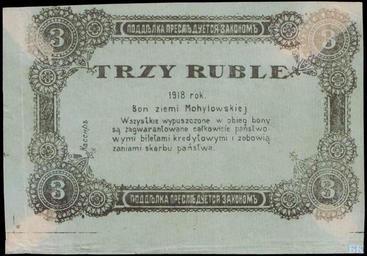 3 ПОДДѢЛКА ПРЕСЛѢДУЕТСЯ ЗАКОНОМЪ 3
TRZY RUBLE
1918 rok.
Bon ziemi Mohylowskiej
Wszystkie wypuszczone w obieg bony
są zagwarantowane całkowicie państwo-
wymi biletami kredytowymi i zobowią
zaniami skarbu państwa.
3 ПОДДѢЛКА ПРЕСЛѢДУЕТСЯ ЗАКОНОМЪ 3